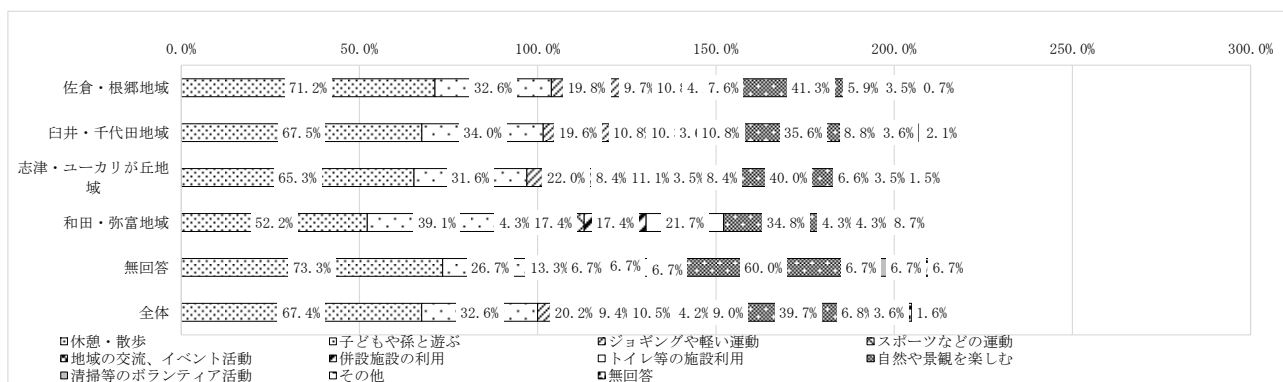 0.0% 50.0% 100.0% 150.0% 200.0% 250.0% 300.0%
佐倉・根郷地域 71.2% 32.6% 19.8% 9.7% 4. 7.6% 41.3% 5.9% 3.5% 0.7%
臼井・千代田地域 67.5% 34.0% 19.6% 10.8% 10.8% 35.6% 8.8% 3.6% 2.1%
志津・ユーカリが丘地
域 65.3% 31.6% 22.0% 8.4% 11.1% 3.5% 8.4% 40.0% 6.6% 3.5% 1.5%
和田・弥富地域 52.2% 39.1% 4.3% 17.4% 17.4% 21.7% 34.8% 4.3% 4.3% 8.7%
無回答 73.3% 26.7% 13.3% 6.7% 6.7% 6.7% 60.0% 6.7% 6.7% 6.7%
全体 67.4% 32.6% 20.2% 9.4% 10.5% 4.2% 9.0% 39.7% 6.8% 3.6% 1.6%
休憩・散歩 子どもや孫と遊ぶ ジョギングや軽い運動 スポーツなどの運動
地域の交流、イベント活動 併設施設の利用 トイレ等の施設利用 自然や景観を楽しむ
清掃等のボランティア活動 その他 無回答